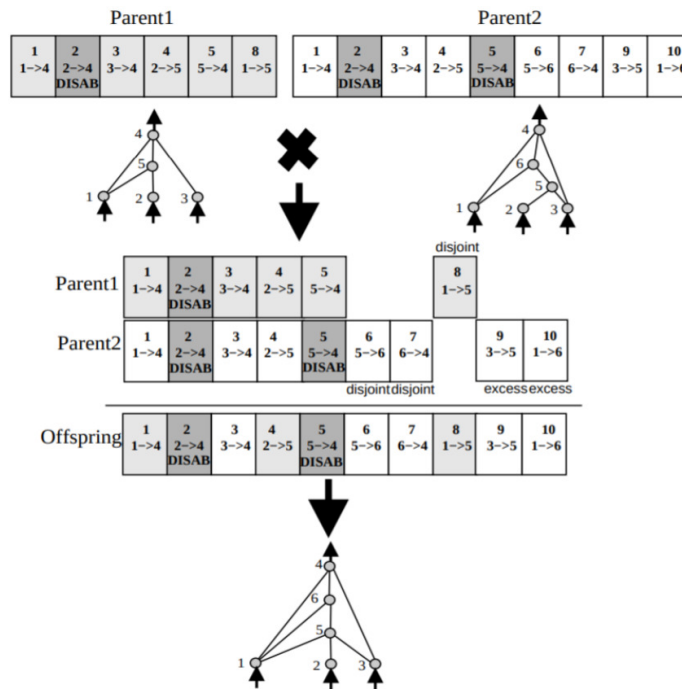 Parent1 Parent2
1 2 3 4 5 8 1 2 3 4 5 6 7 9 10
1->4 2->4 3->4 2->5 5->4 1->5 1->4 2->4 3->4 2->5 5->4 5->6 6->4 3->5 1->6
DISAB DISAB DISAB
4 4
5 6
5
1 2 3 1 2 3
disjoint
Parent1 1 2 3 4 5 8
1->4 2->4 3->4 2->5 5->4 1->5
DISAB
Parent2 1 2 3 4 5 6 7 9 10
1->4 2->4 3->4 2->5 5->4 5->6 6->4 3->5 1->6
DISAB DISAB
disjoint disjoint excess excess
Offspring 1 2 3 4 5 6 7 8 9 10
1->4 2->4 3->4 2->5 5->4 5->6 6->4 1->5 3->5 1->6
DISAB DISAB
4
6
5
1 2 3